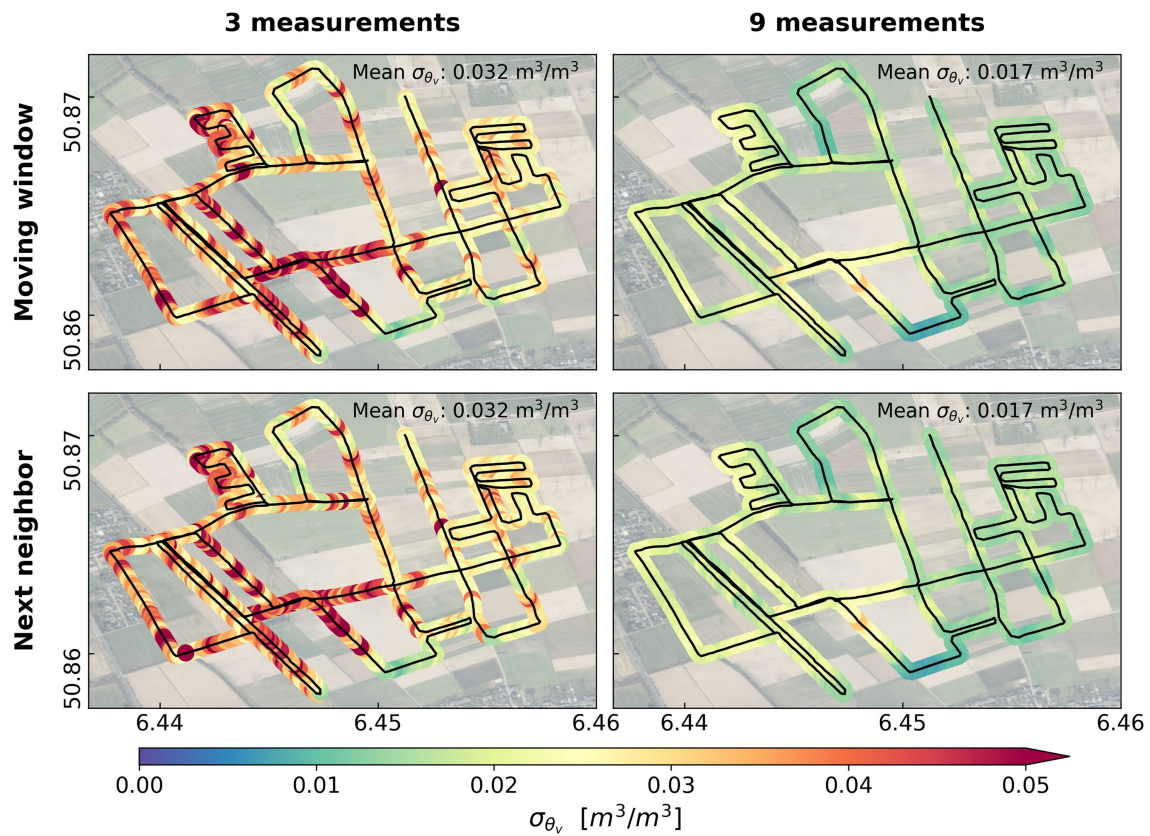 3 measurements
9 measurements
Moving window
50.87
50.86
Mean σθᵥ: 0.032 m³/m³
Mean σθᵥ: 0.017 m³/m³
Next neighbor
50.87
50.86
Mean σθᵥ: 0.032 m³/m³
Mean σθᵥ: 0.017 m³/m³
6.44 6.45 6.46 6.44 6.45 6.46
0.00 0.01 0.02 0.03 0.04 0.05
σθᵥ [m³/m³]